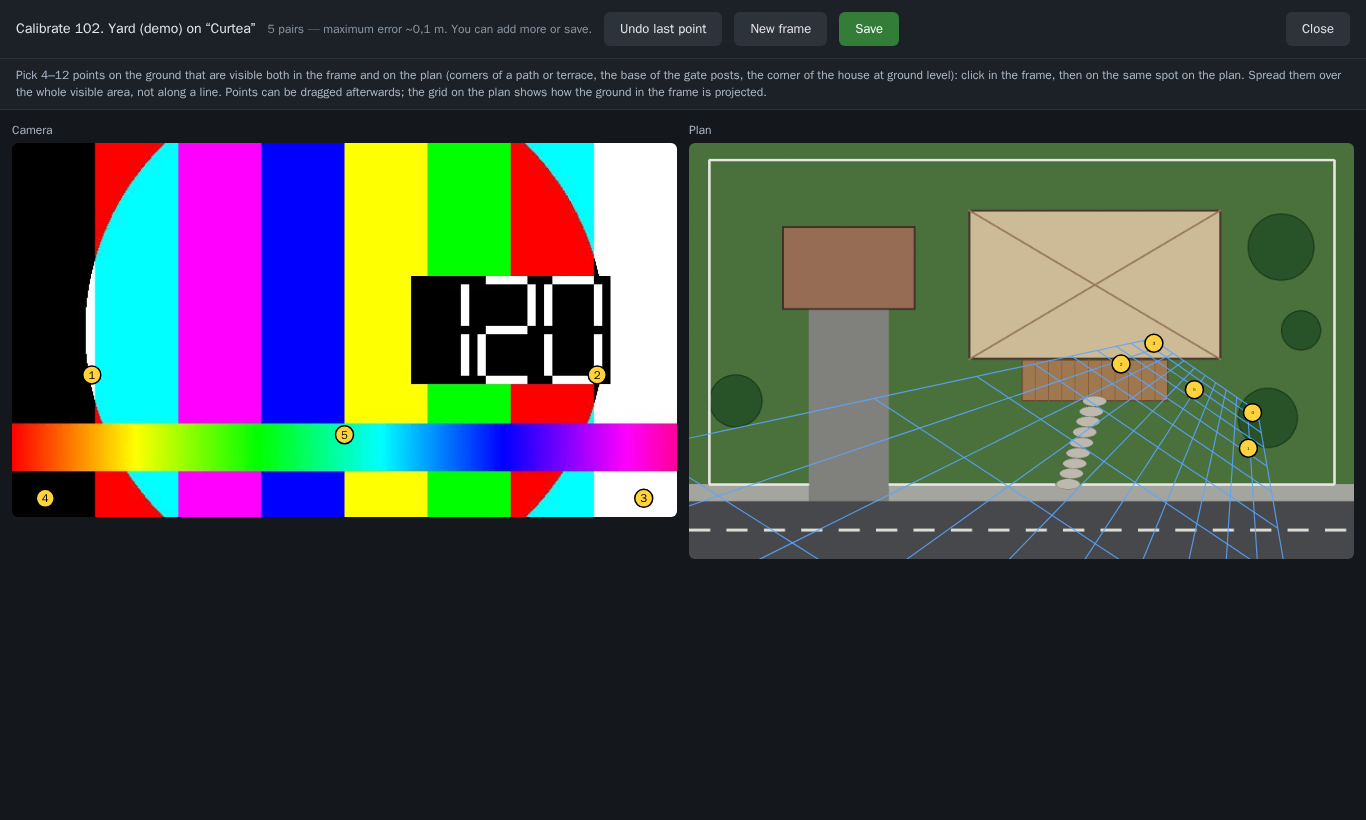 Calibrate 102. Yard (demo) on “Curtea” 5 pairs — maximum error ~0,1 m. You can add more or save. Undo last point New frame Save Close
Pick 4–12 points on the ground that are visible both in the frame and on the plan (corners of a path or terrace, the base of the gate posts, the corner of the house at ground level): click in the frame, then on the same spot on the plan. Spread them over
the whole visible area, not along a line. Points can be dragged afterwards; the grid on the plan shows how the ground in the frame is projected.
Camera
Plan
120
1
2
5
4
3
3
2
5
4
1